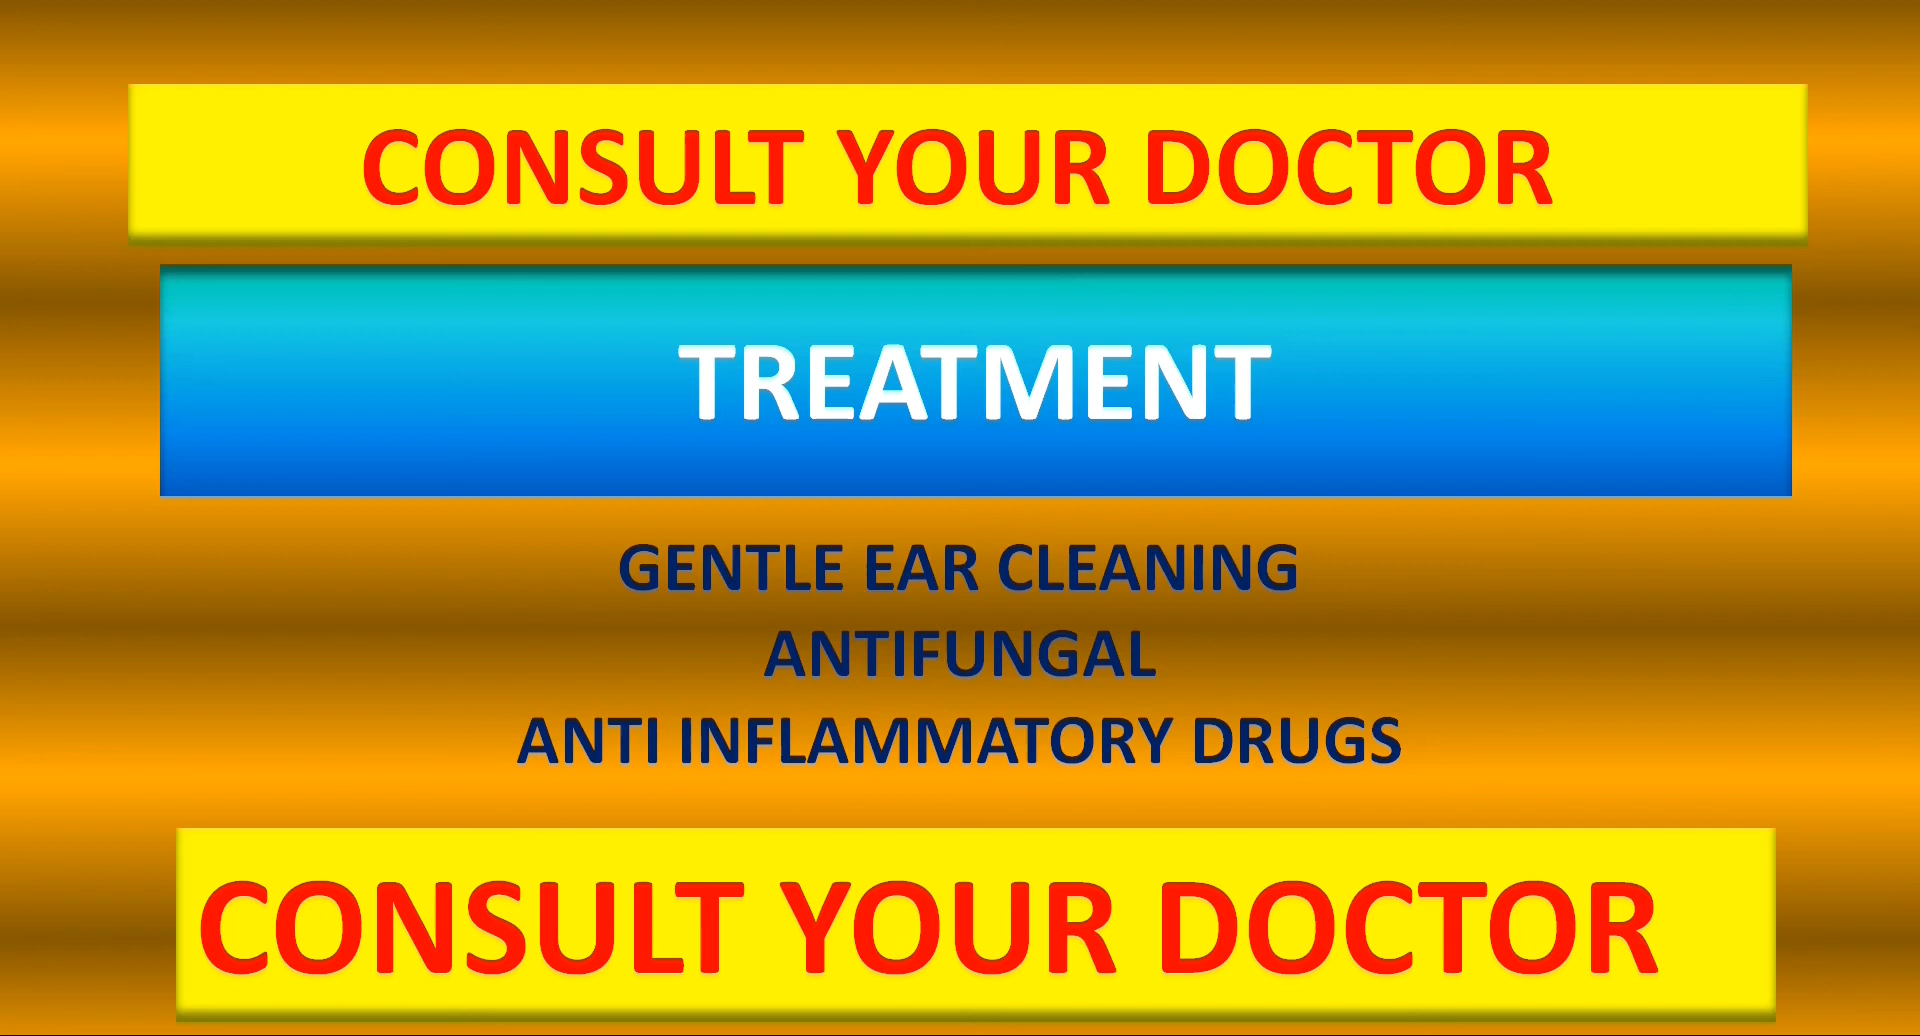 CONSULT YOUR DOCTOR
TREATMENT
GENTLE EAR CLEANING
ANTIFUNGAL
ANTI INFLAMMATORY DRUGS
CONSULT YOUR DOCTOR